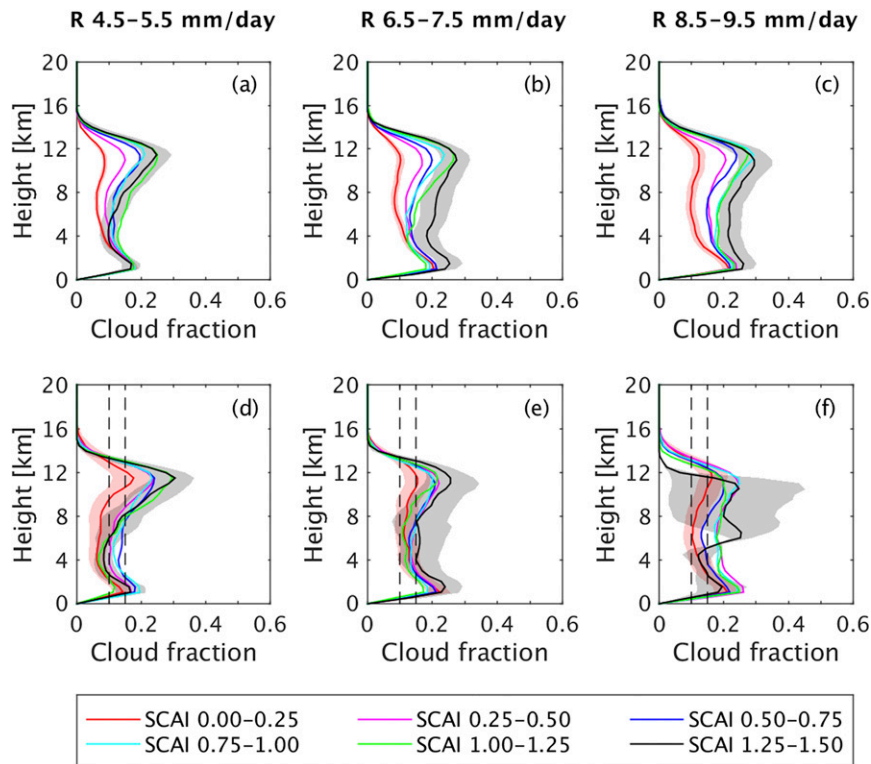 R 4.5–5.5 mm/day R 6.5–7.5 mm/day R 8.5–9.5 mm/day
(a) (b) (c)
20 20 20
16 16 16
12 12 12
8 8 8
4 4 4
0 0 0
Height [km] Height [km] Height [km]
0 0.2 0.4 0.6 0 0.2 0.4 0.6 0 0.2 0.4 0.6
Cloud fraction Cloud fraction Cloud fraction
(d) (e) (f)
20 20 20
16 16 16
12 12 12
8 8 8
4 4 4
0 0 0
Height [km] Height [km] Height [km]
0 0.2 0.4 0.6 0 0.2 0.4 0.6 0 0.2 0.4 0.6
Cloud fraction Cloud fraction Cloud fraction
SCAI 0.00–0.25 SCAI 0.25–0.50 SCAI 0.50–0.75
SCAI 0.75–1.00 SCAI 1.00–1.25 SCAI 1.25–1.50